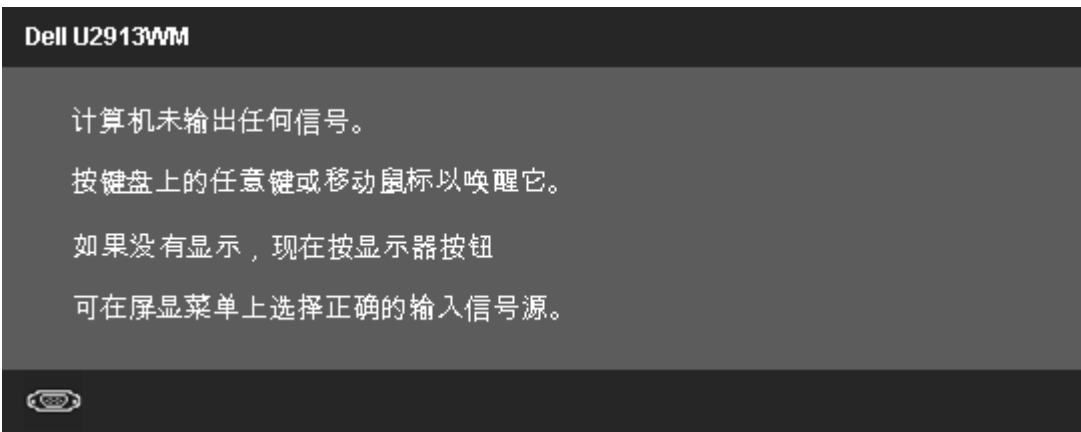 Dell U2913WM
计算机未输出任何信号。
按键盘上的任意键或移动鼠标以唤醒它。
如果没有显示，现在按显示器按钮
可在屏显菜单上选择正确的输入信号源。